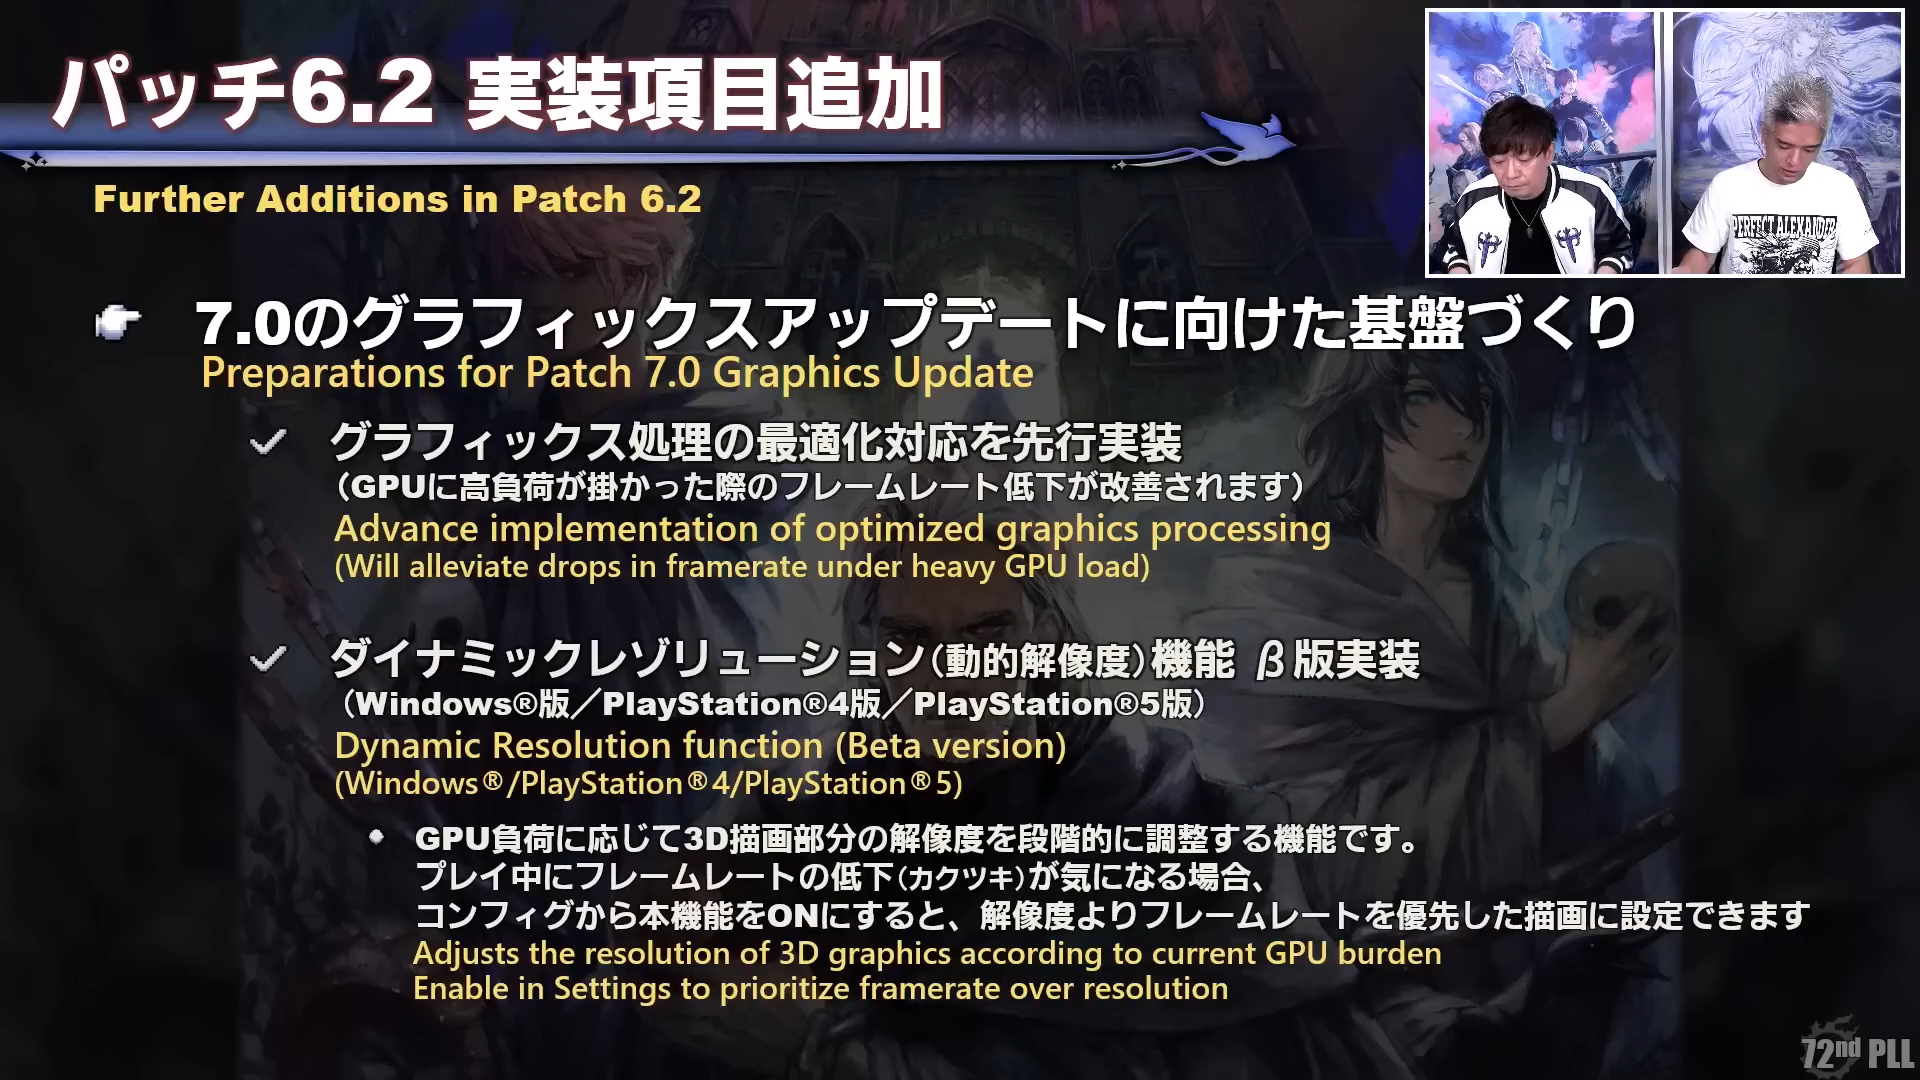 パッチ6.2 実装項目追加
Further Additions in Patch 6.2
PERFECT ALEXANDER
7.0のグラフィックスアップデートに向けた基盤づくり
Preparations for Patch 7.0 Graphics Update
グラフィックス処理の最適化対応を先行実装
（GPUに高負荷が掛かった際のフレームレート低下が改善されます）
Advance implementation of optimized graphics processing
(Will alleviate drops in framerate under heavy GPU load)
ダイナミックレゾリューション（動的解像度）機能 β版実装
（Windows®版／PlayStation®4版／PlayStation®5版）
Dynamic Resolution function (Beta version)
(Windows®/PlayStation®4/PlayStation®5)
GPU負荷に応じて3D描画部分の解像度を段階的に調整する機能です。
プレイ中にフレームレートの低下（カクツキ）が気になる場合、
コンフィグから本機能をONにすると、解像度よりフレームレートを優先した描画に設定できます
Adjusts the resolution of 3D graphics according to current GPU burden
Enable in Settings to prioritize framerate over resolution
72nd PLL